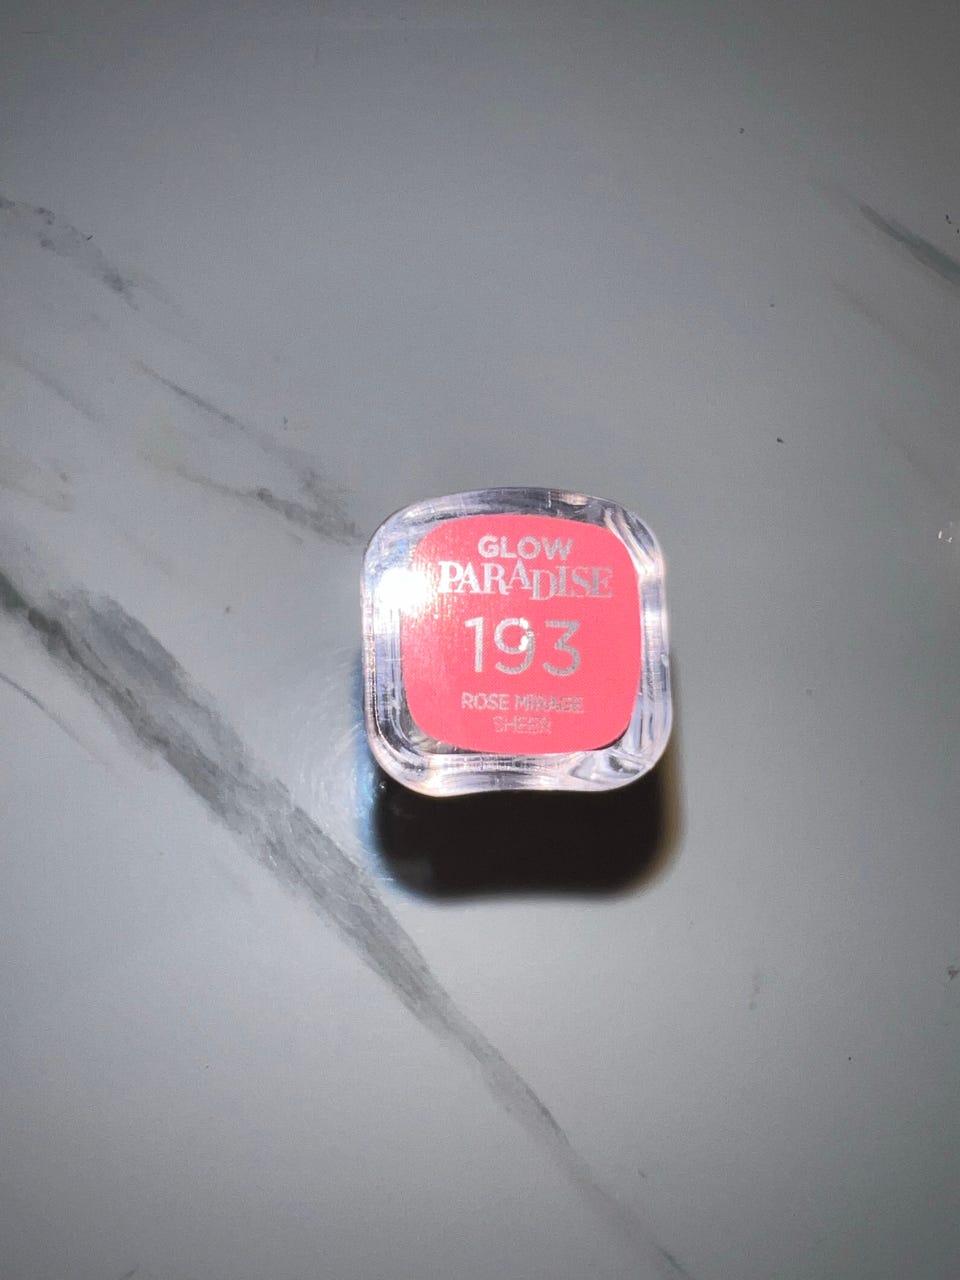 GLOW
PARADISE
193
ROSE MIRAGE
SHEER